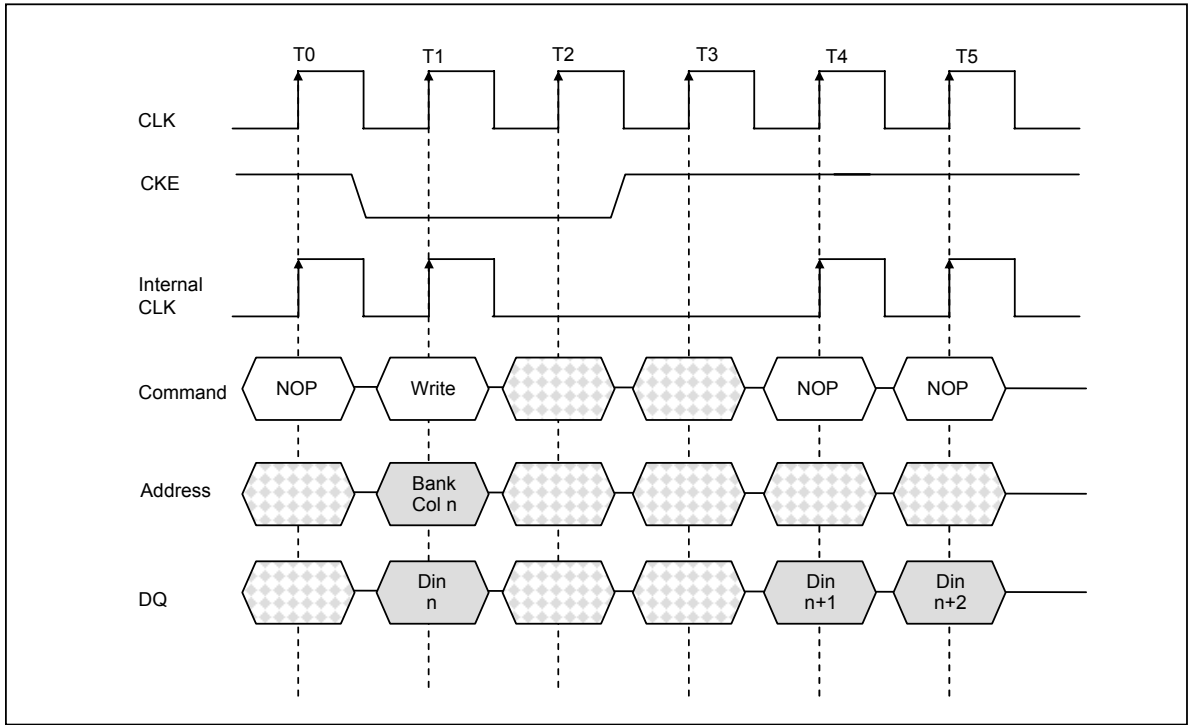 T0 T1 T2 T3 T4 T5
CLK
CKE
Internal
CLK
Command NOP Write NOP NOP
Address Bank
Col n
DQ Din
n Din
n+1 Din
n+2